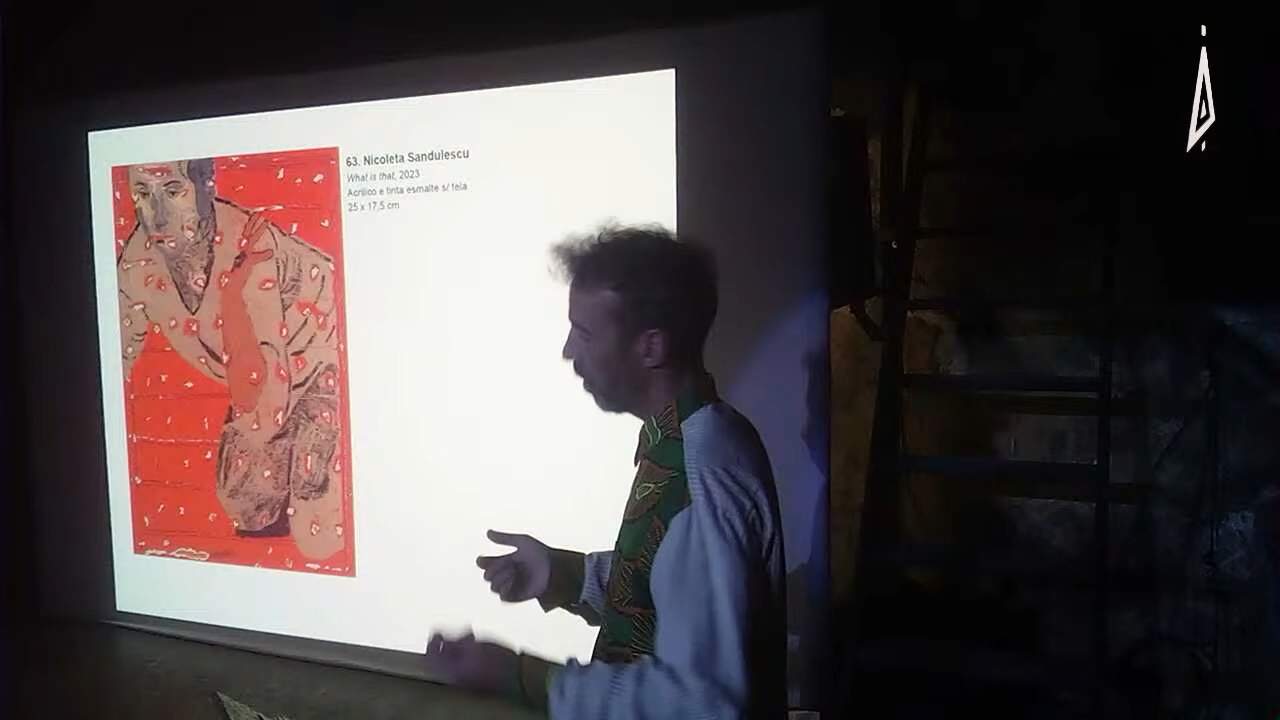 63. Nicoleta Sandulescu
What is that, 2023
Acrílico e tinta esmalte s/ tela
25 x 17,5 cm